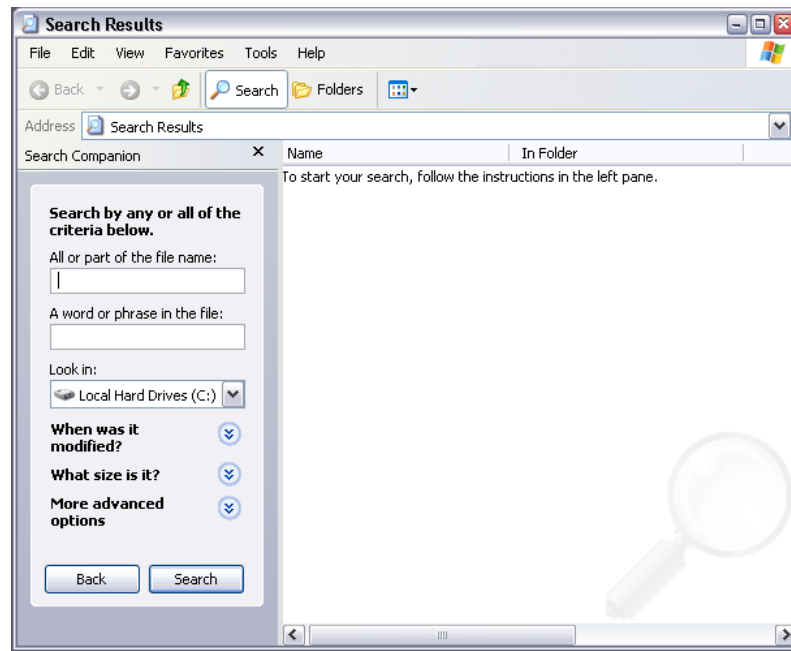 Search Results
File Edit View Favorites Tools Help
Back Search Folders
Address Search Results
Search Companion
Name In Folder
To start your search, follow the instructions in the left pane.
Search by any or all of the
criteria below.
All or part of the file name:
A word or phrase in the file:
Look in:
Local Hard Drives (C:)
When was it
modified?
What size is it?
More advanced
options
Back Search